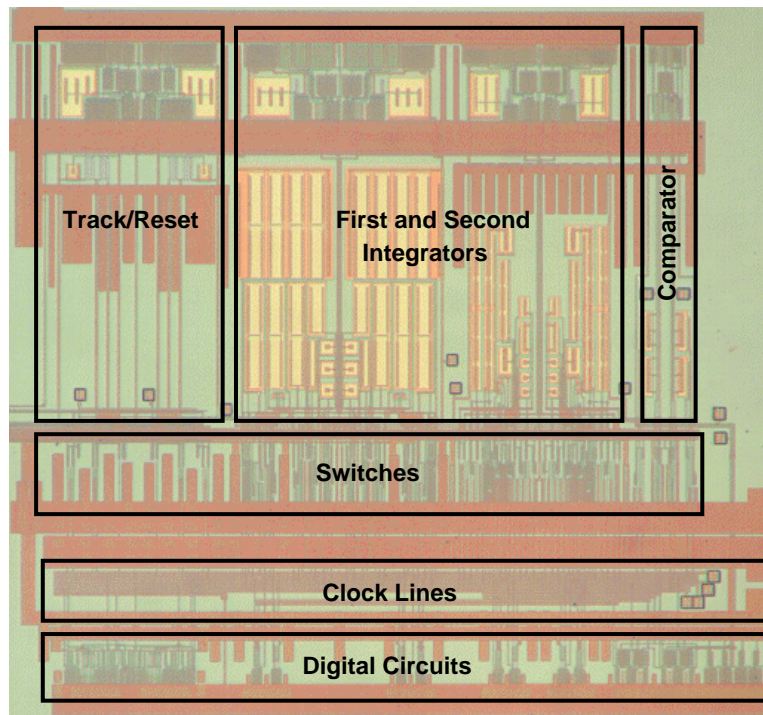 Track/Reset
First and Second
Integrators
Comparator
Switches
Clock Lines
Digital Circuits